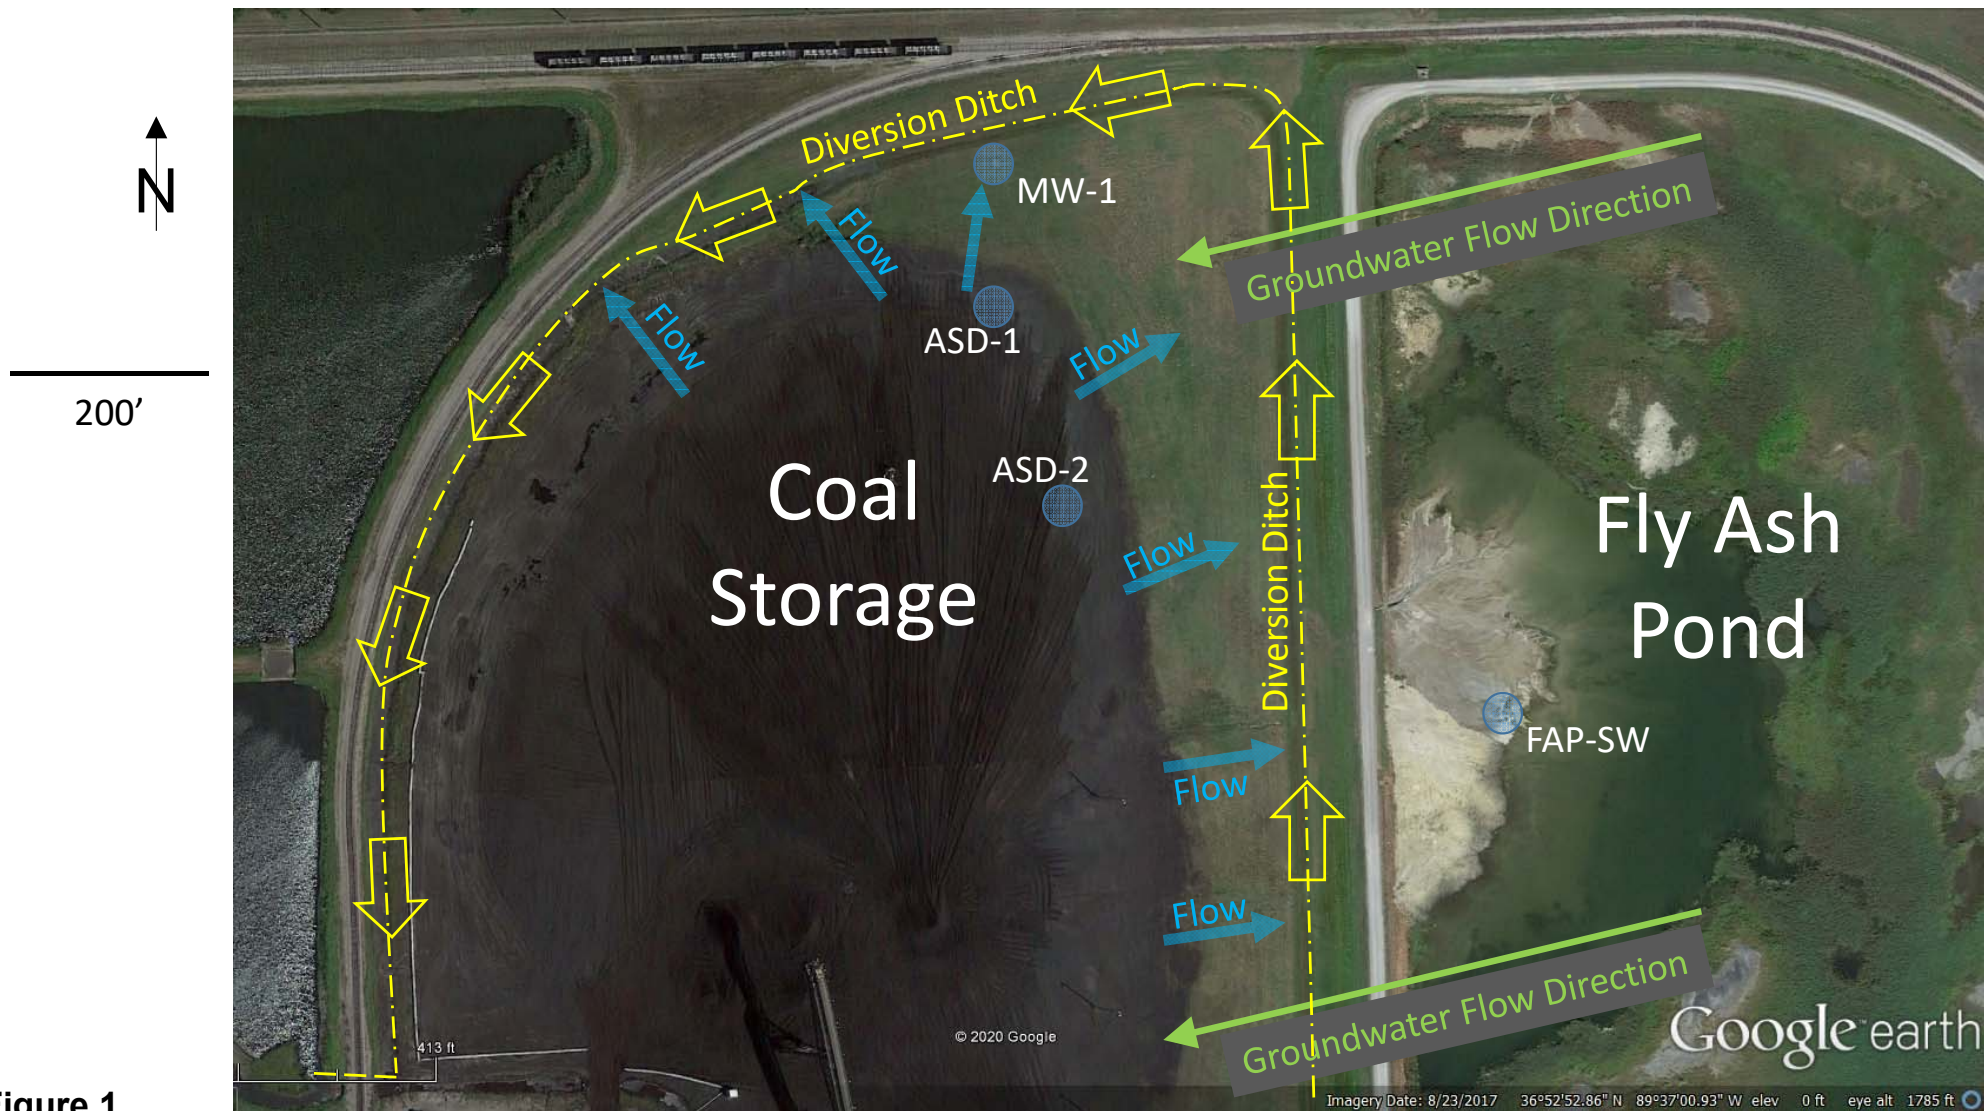 N
200’
Diversion Ditch
MW-1
Flow
Flow
ASD-1
Flow
Groundwater Flow Direction
Coal
Storage
ASD-2
Flow
Diversion Ditch
Fly Ash
Pond
FAP-SW
Flow
Flow
Groundwater Flow Direction
Google earth
© 2020 Google
413 ft
Imagery Date: 8/23/2017 36°52'52.86" N 89°37'00.93" W elev 0 ft eye alt 1785 ft
Figure 1